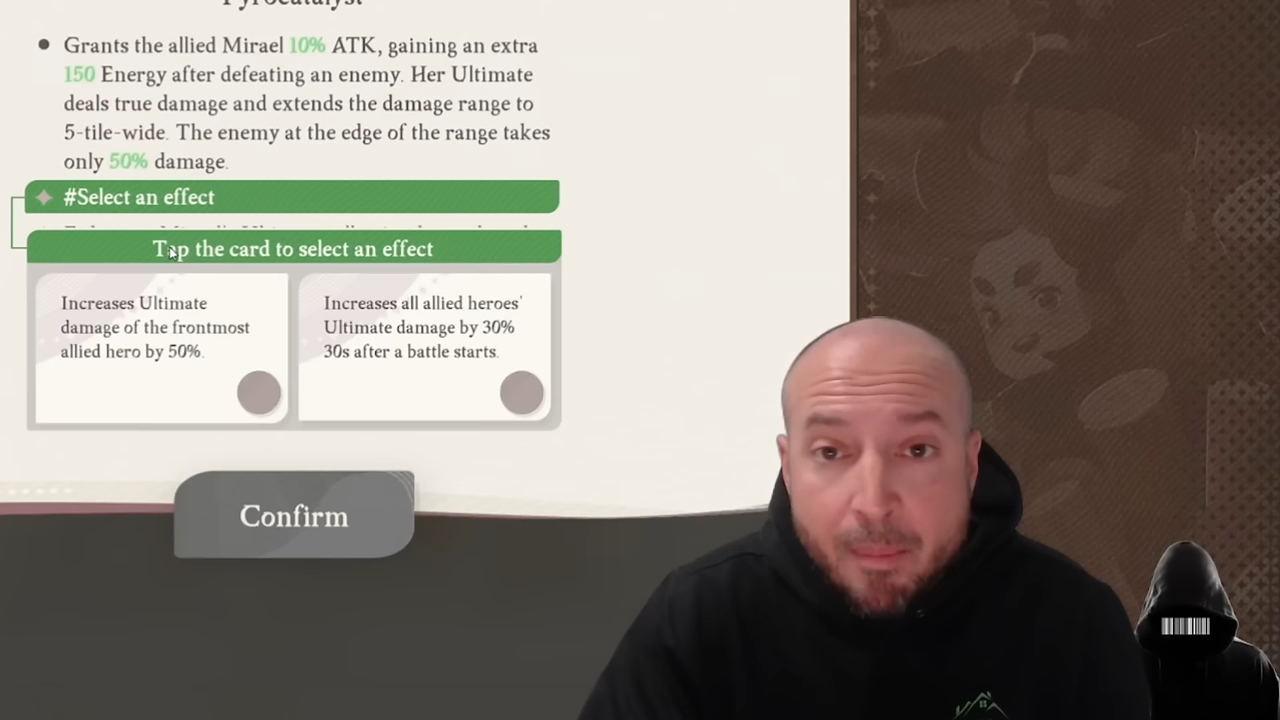 Pyrocatalyst
Grants the allied Mirael 10% ATK, gaining an extra
150 Energy after defeating an enemy. Her Ultimate
deals true damage and extends the damage range to
5-tile-wide. The enemy at the edge of the range takes
only 50% damage.
#Select an effect
Tap the card to select an effect
Increases Ultimate
damage of the frontmost
allied hero by 50%.
Increases all allied heroes'
Ultimate damage by 30%
30s after a battle starts.
Confirm